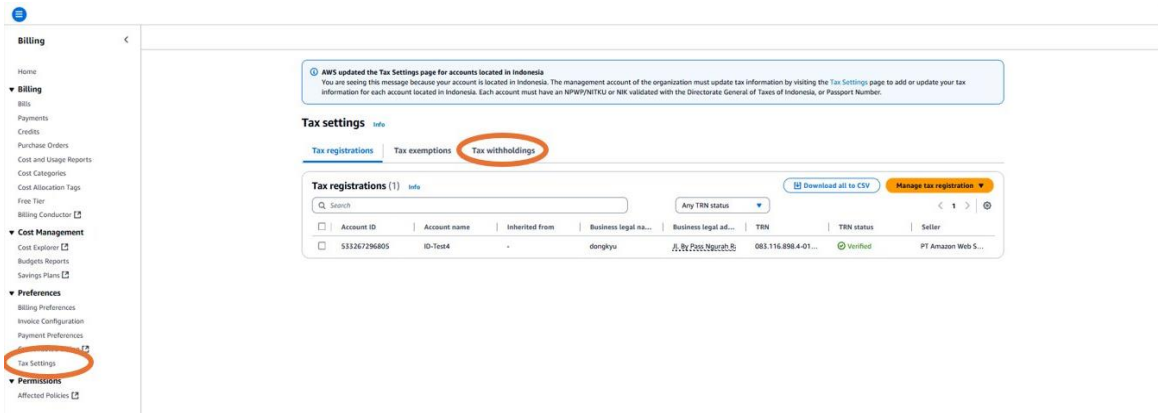 Billing
Home
Billing
Bills
Payments
Credits
Purchase Orders
Cost and Usage Reports
Cost Categories
Cost Allocation Tags
Free Tier
Billing Conductor
Cost Management
Cost Explorer
Budgets Reports
Savings Plans
Preferences
Billing Preferences
Invoice Configuration
Payment Preferences
Tax Settings
Permissions
Affected Policies
AWS updated the Tax Settings page for accounts located in Indonesia
You are seeing this message because your account is located in Indonesia. The management account of the organization must update tax information by visiting the Tax Settings page to add or update your tax
information for each account located in Indonesia. Each account must have an NPWP/NITKU or NIK validated with the Directorate General of Taxes of Indonesia, or Passport Number.
Tax settings Info
Tax registrations Tax exemptions Tax withholdings
Tax registrations (1) Info Download all to CSV Manage tax registration
Search Any TRN status 1
Account ID Account name Inherited from Business legal na... Business legal ad... TRN TRN status Seller
533267296805 ID-Test4 - dongkyu Jl. By Pass Ngurah R: 083.116.898.4-01... Verified PT Amazon Web S...